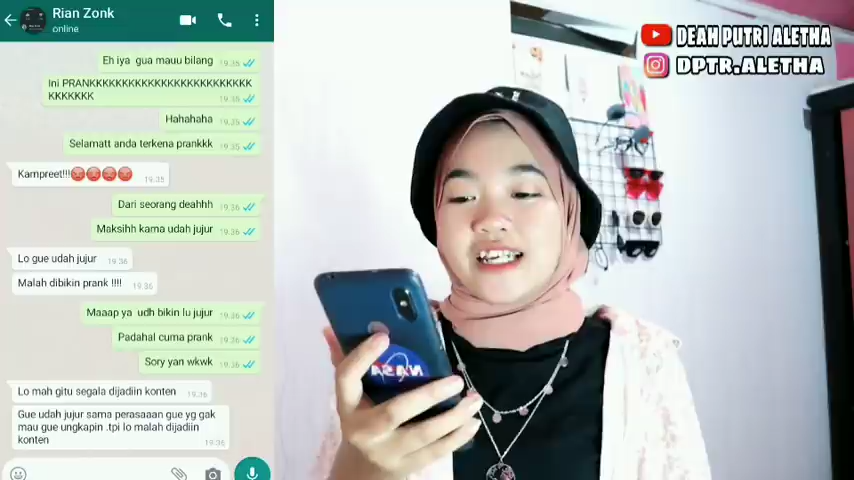 Rian Zonk
online
Eh iya gua mauu bilang 19.35
Ini PRANKKKKKKKKKKKKKKKKKKKKKKKKK
KKKKKKK 19.35
Hahahaha 19.35
Selamatt anda terkena prankkk 19.35
Kampreet!!! 19.35
Dari seorang deahhh 19.36
Maksihh kama udah jujur 19.36
Lo gue udah jujur 19.36
Malah dibikin prank !!!! 19.36
Maaap ya udh bikin lu jujur 19.36
Padahal cuma prank 19.36
Sory yan wkwk 19.36
Lo mah gitu segala dijadiin konten 19.36
Gue udah jujur sama perasaaan gue yg gak
mau gue ungkapin .tpi lo malah dijadiin
konten 19.36
DEAH PUTRI ALETHA
DPTR.ALETHA
NASA